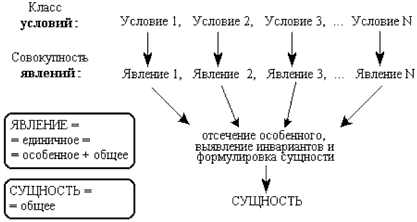 Класс
условий: Условие 1, Условие 2, Условие 3, ... Условие N
Совокупность
явлений: Явление 1, Явление 2, Явление 3, ... Явление N
ЯВЛЕНИЕ =
= единичное =
= особенное + общее
отсечение особенного,
выявление инвариантов и
формулировка сущности
СУЩНОСТЬ =
= общее
СУЩНОСТЬ